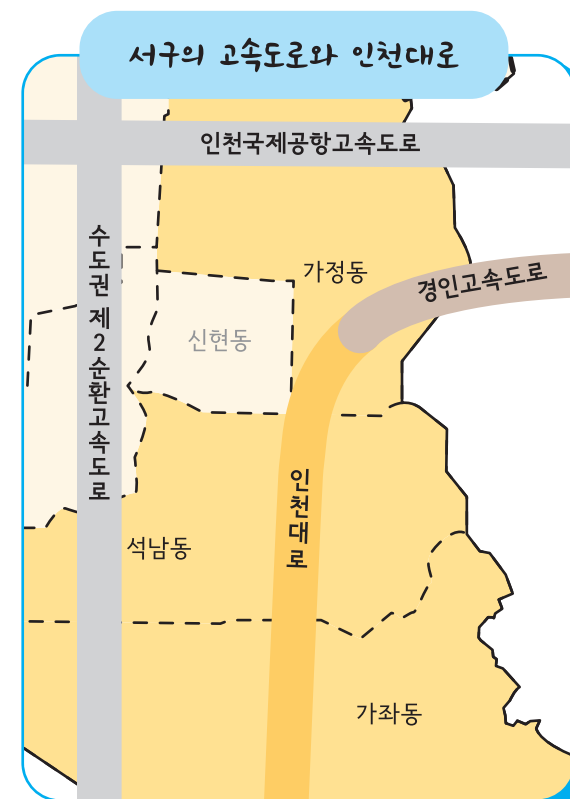 서구의 고속도로와 인천대로
인천국제공항고속도로
수도권 제2순환고속도로
가정동
경인고속도로
신현동
인천대로
석남동
가좌동